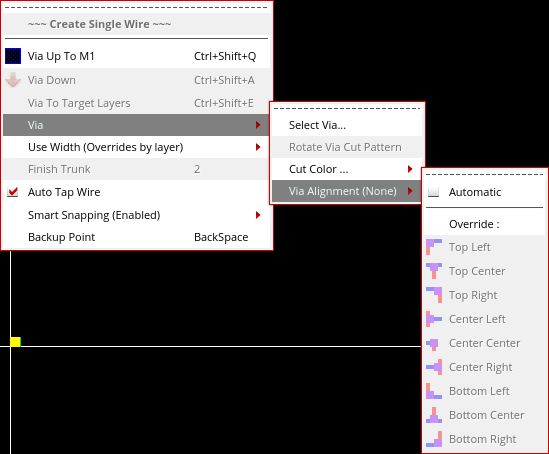 ~~~ Create Single Wire ~~~
Via Up To M1 Ctrl+Shift+Q
Via Down Ctrl+Shift+A
Via To Target Layers Ctrl+Shift+E
Via
Use Width (Overrides by layer)
Finish Trunk 2
Auto Tap Wire
Smart Snapping (Enabled)
Backup Point BackSpace
Select Via...
Rotate Via Cut Pattern
Cut Color ...
Via Alignment (None)
Automatic
Override :
Top Left
Top Center
Top Right
Center Left
Center Center
Center Right
Bottom Left
Bottom Center
Bottom Right